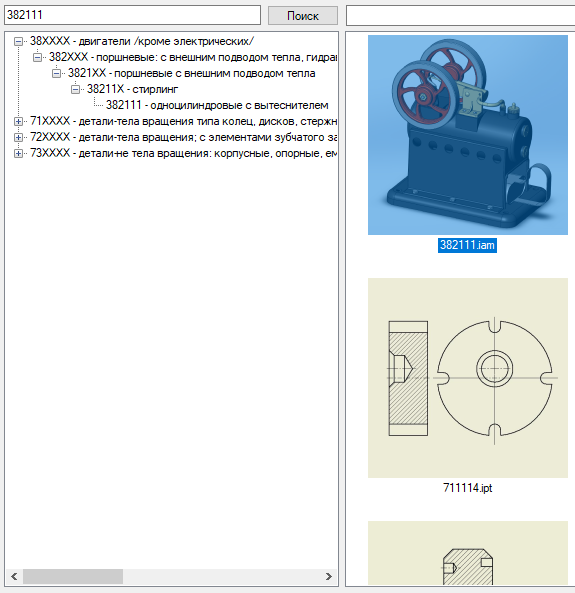 382111
Поиск
38XXXX - двигатели /кроме электрических/
382XXX - поршневые: с внешним подводом тепла, гидра
3821XX - поршневые с внешним подводом тепла
38211X - стирлинг
382111 - одноцилиндровые с вытеснителем
71XXXX - детали-тела вращения типа колец, дисков, стержн
72XXXX - детали-тела вращения; с элементами зубчатого за
73XXXX - детали-не тела вращения: корпусные, опорные, ем
382111.iam
711114.ipt